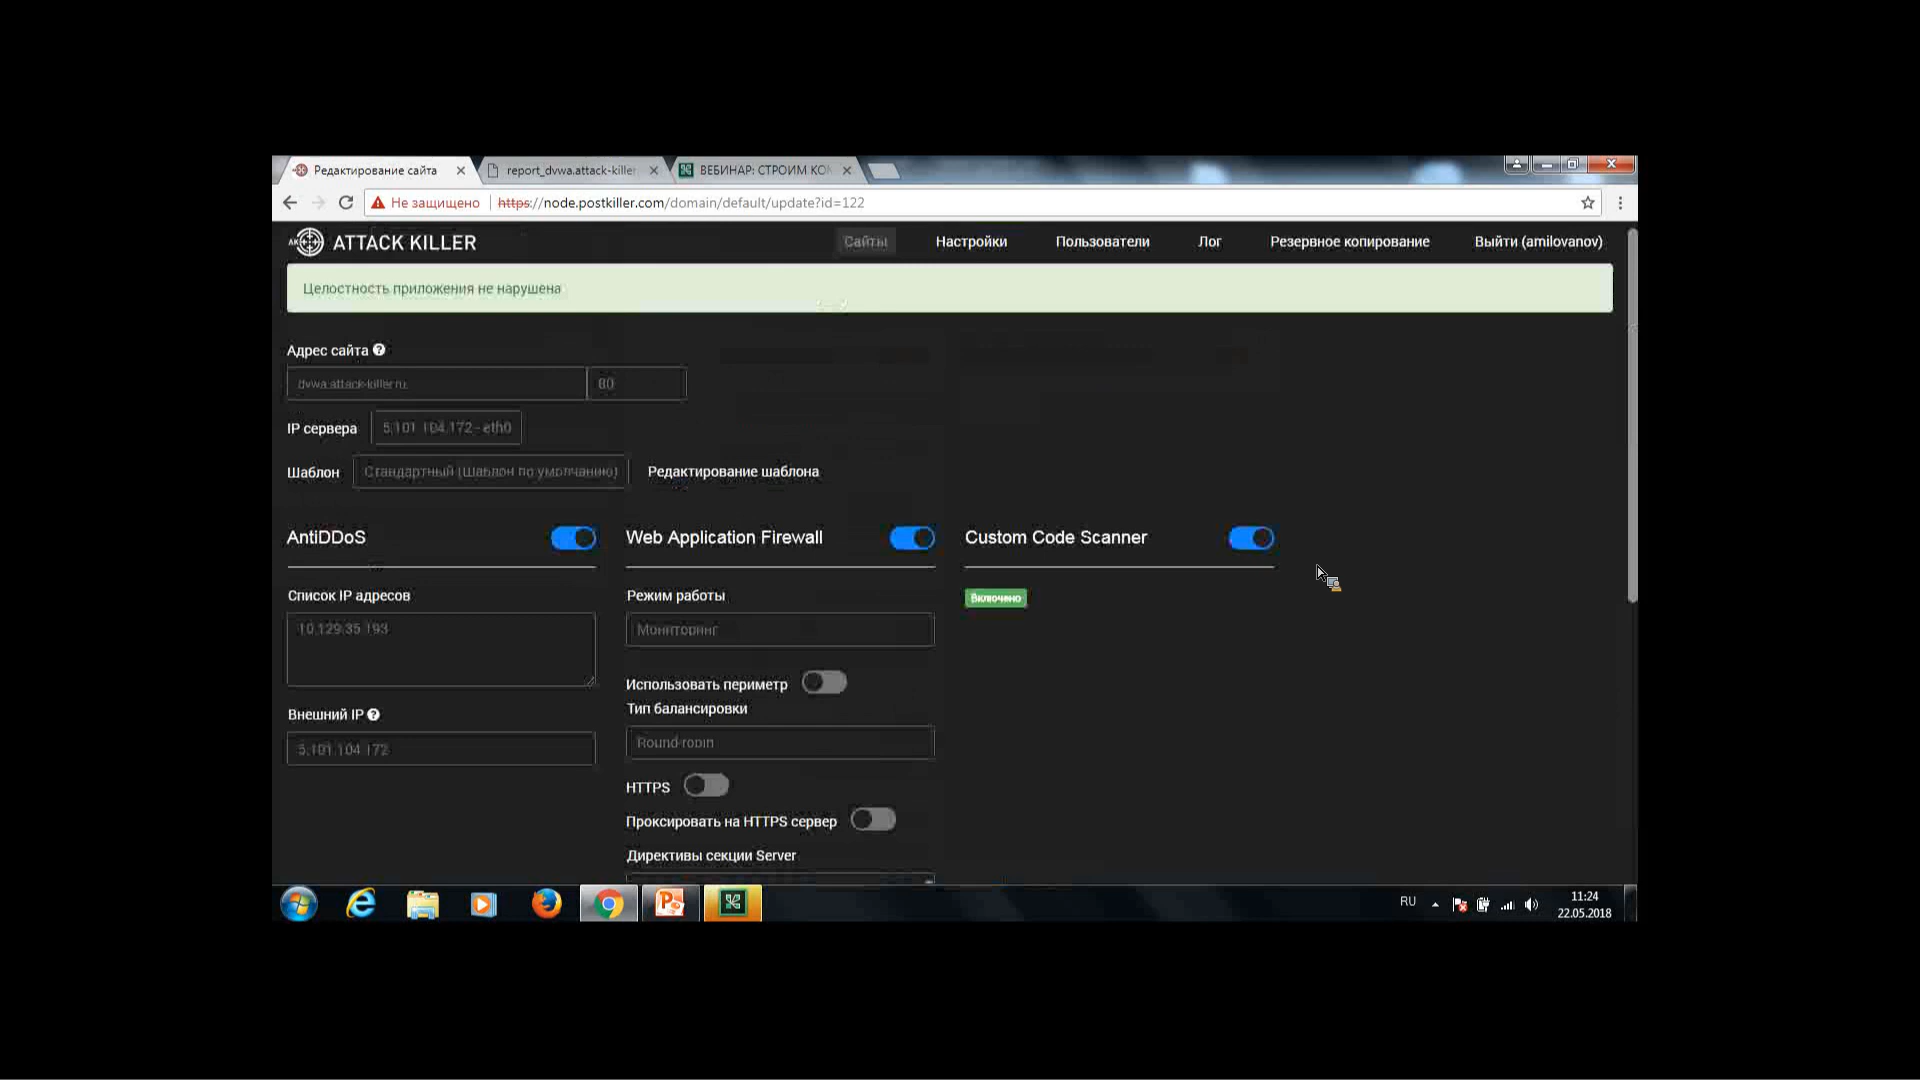 Редактирование сайта
report_dvwa.attack-killer
ВЕБИНАР: СТРОИМ КОМ
Не защищено
https://node.postkiller.com/domain/default/update?id=122
AK ATTACK KILLER
Сайты
Настройки
Пользователи
Лог
Резервное копирование
Выйти (amilovanov)
Целостность приложения не нарушена
Адрес сайта ?
dvwa.attack-killer.ru
80
IP сервера
5.101.104.172 - eth0
Шаблон
Стандартный (Шаблон по умолчанию)
Редактирование шаблона
AntiDDoS
Web Application Firewall
Custom Code Scanner
Список IP адресов
10.129.35.193
Внешний IP ?
5.101.104.172
Режим работы
Мониторинг
Использовать периметр
Тип балансировки
Round-robin
HTTPS
Проксировать на HTTPS сервер
Директивы секции Server
Включено
RU
11:24
22.05.2018